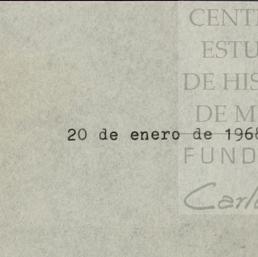 CENT
ESTU
DE HIS
DE M
20 de enero de 1968
FUND
Carl